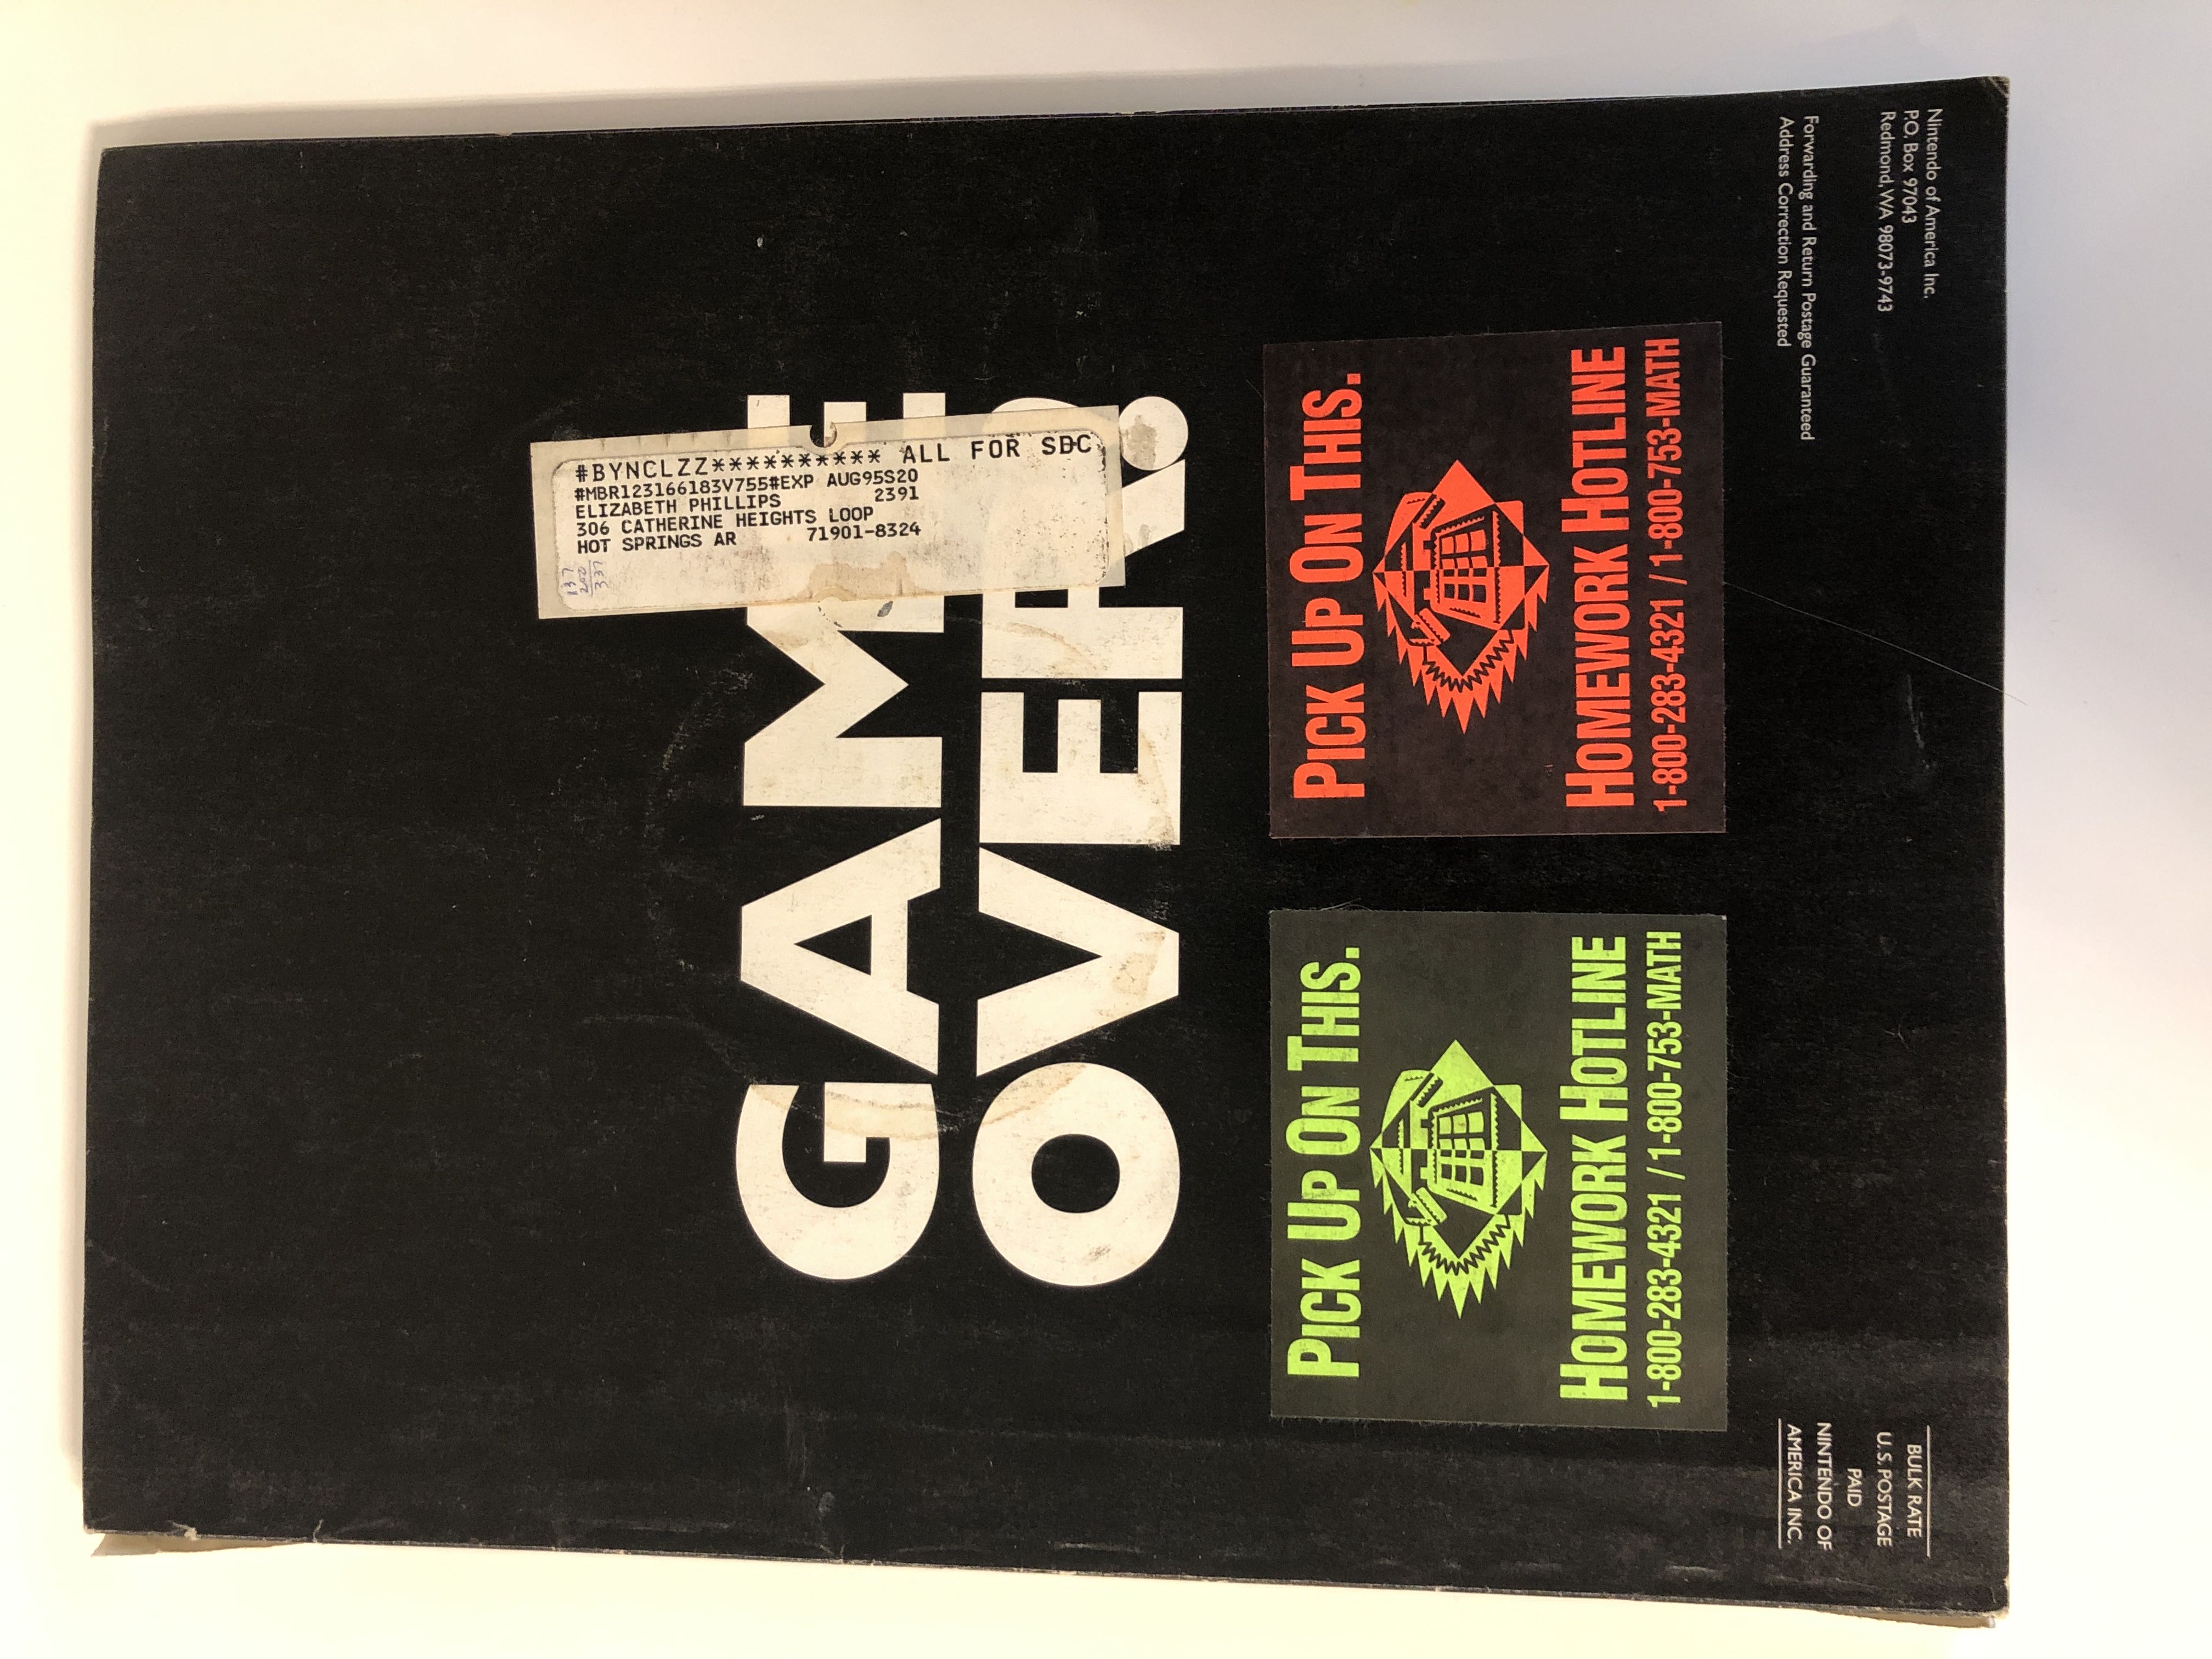 Nintendo of America Inc.
P.O. Box 97043
Redmond, WA 98073-9743
Forwarding and Return Postage Guaranteed
Address Correction Requested
BULK RATE
U.S. POSTAGE
PAID
NINTENDO OF
AMERICA INC.
GAME
OVER.
#BYNCLZZ********** ALL FOR SDC
#MBR123166183V755#EXP AUG95S20
ELIZABETH PHILLIPS 2391
306 CATHERINE HEIGHTS LOOP
HOT SPRINGS AR 71901-8324
137
200
337
PICK UP ON THIS.
HOMEWORK HOTLINE
1-800-283-4321 / 1-800-753-MATH
PICK UP ON THIS.
HOMEWORK HOTLINE
1-800-283-4321 / 1-800-753-MATH